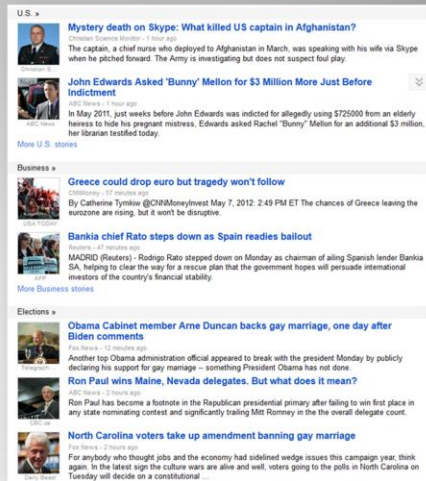 U.S. »
Mystery death on Skype: What killed US captain in Afghanistan?
Christian Science Monitor - 1 hour ago
The captain, a chief nurse who deployed to Afghanistan in March, was speaking with his wife via Skype
when he pitched forward. The Army is investigating but does not suspect foul play.
Christian S...
John Edwards Asked 'Bunny' Mellon for $3 Million More Just Before
Indictment
ABC News - 1 hour ago
In May 2011, just weeks before John Edwards was indicted for allegedly using $725000 from an elderly
heiress to hide his pregnant mistress, Edwards asked Rachel "Bunny" Mellon for an additional $3 million,
her librarian testified today.
ABC News
More U.S. stories
Business »
Greece could drop euro but tragedy won't follow
CNNMoney - 57 minutes ago
By Catherine Tymkiw @CNNMoneyInvest May 7, 2012: 2:49 PM ET The chances of Greece leaving the
eurozone are rising, but it won't be disruptive.
USA TODAY
Bankia chief Rato steps down as Spain readies bailout
Reuters - 47 minutes ago
MADRID (Reuters) - Rodrigo Rato stepped down on Monday as chairman of ailing Spanish lender Bankia
SA, helping to clear the way for a rescue plan that the government hopes will persuade international
investors of the country's financial stability.
AFP
More Business stories
Elections »
Obama Cabinet member Arne Duncan backs gay marriage, one day after
Biden comments
Fox News - 12 minutes ago
Another top Obama administration official appeared to break with the president Monday by publicly
declaring his support for gay marriage -- something President Obama has not done.
Telegraph...
Ron Paul wins Maine, Nevada delegates. But what does it mean?
ABC News - 2 hours ago
Ron Paul has become a footnote in the Republican presidential primary after failing to win first place in
any state nominating contest and significantly trailing Mitt Romney in the the overall delegate count.
CBC.ca
North Carolina voters take up amendment banning gay marriage
Fox News - 2 hours ago
For anybody who thought jobs and the economy had sidelined wedge issues this campaign year, think
again. In the latest sign the culture wars are alive and well, voters going to the polls in North Carolina on
Tuesday will decide on a constitutional ...
Daily Beast